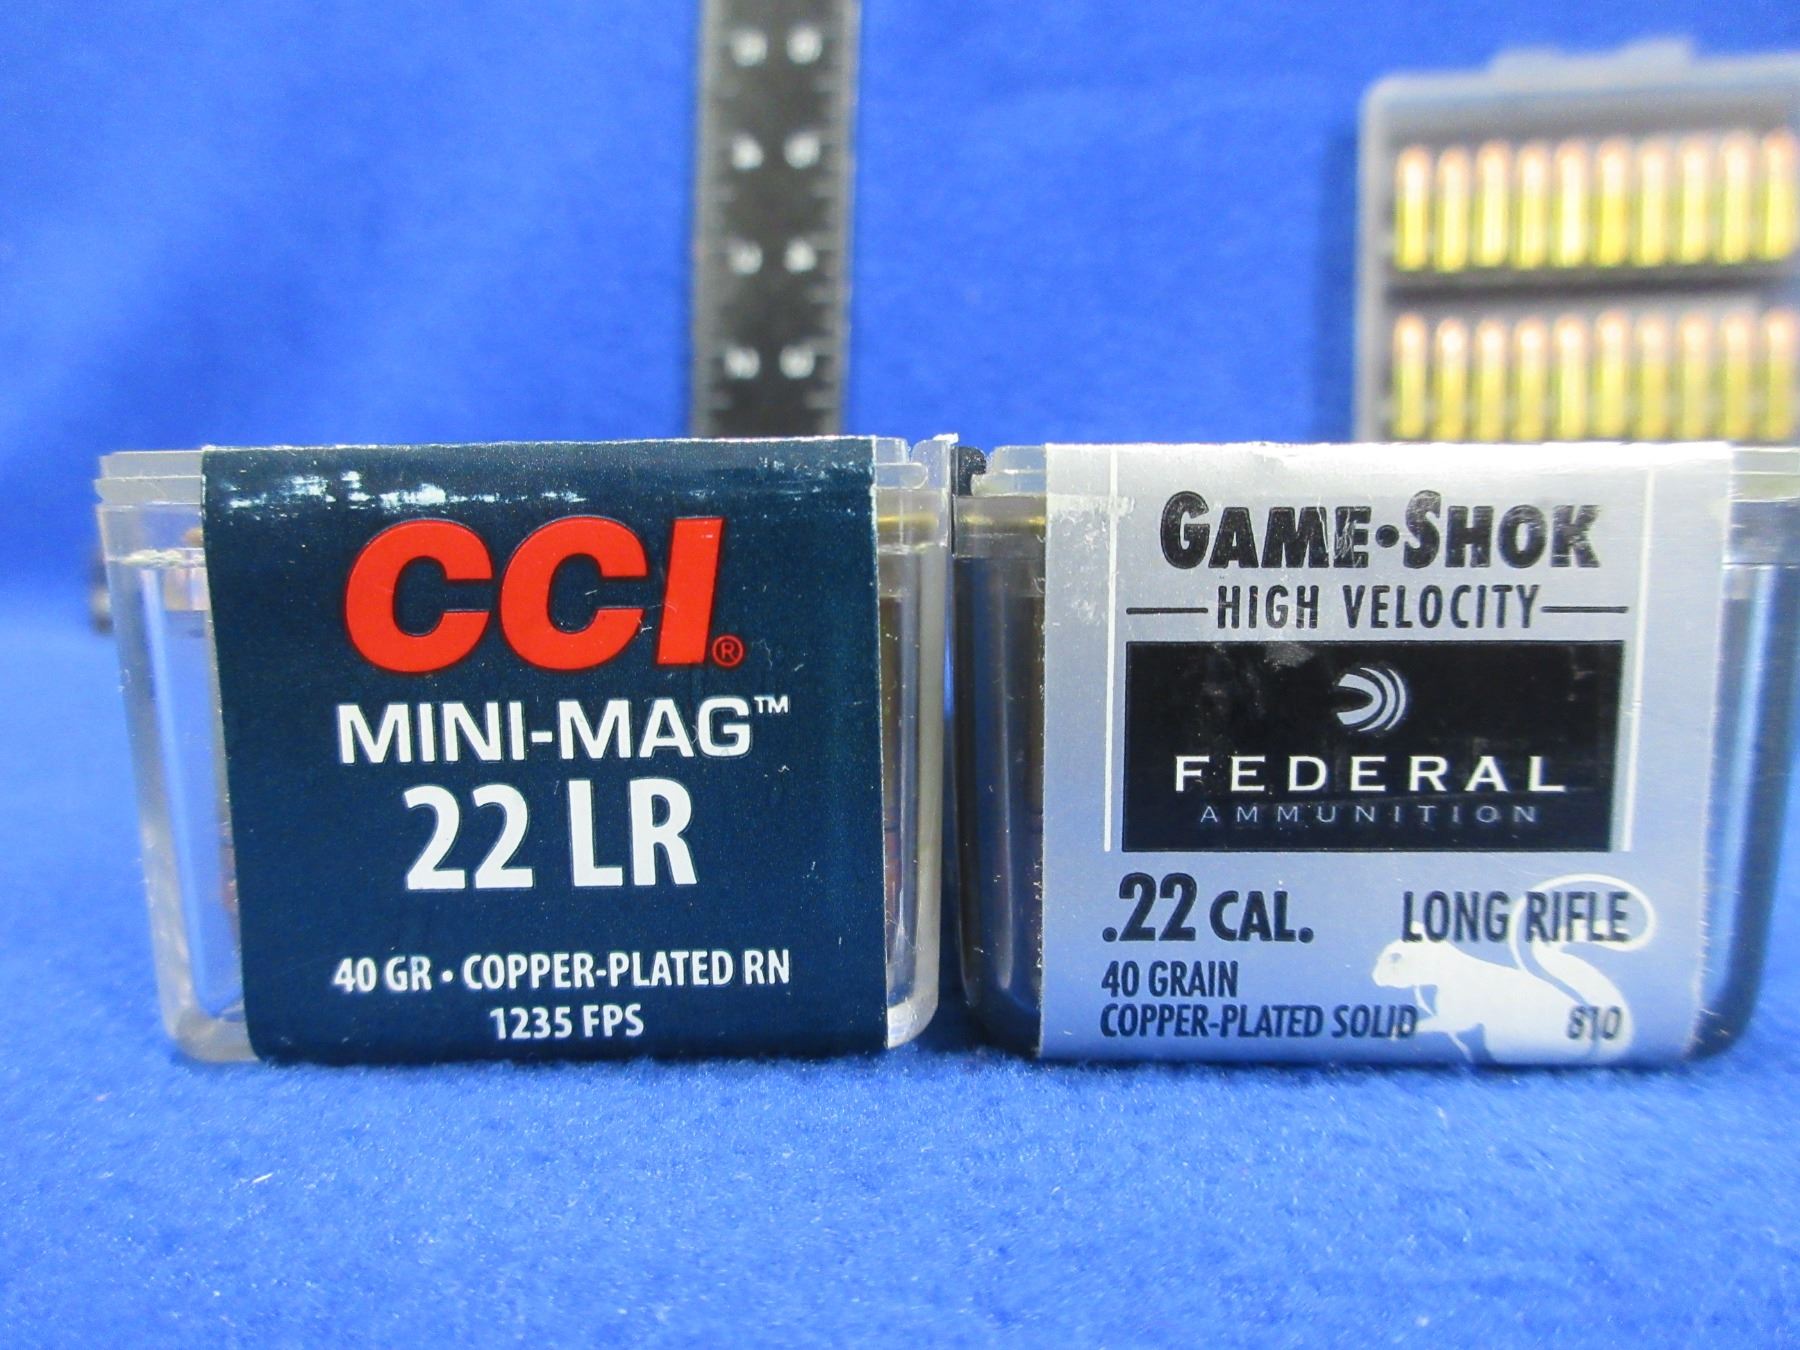 CCI®
MINI-MAG™
22 LR
40 GR • COPPER-PLATED RN
1235 FPS
GAME•SHOK
HIGH VELOCITY
FEDERAL
AMMUNITION
.22 CAL. LONG RIFLE
40 GRAIN
COPPER-PLATED SOLID 810